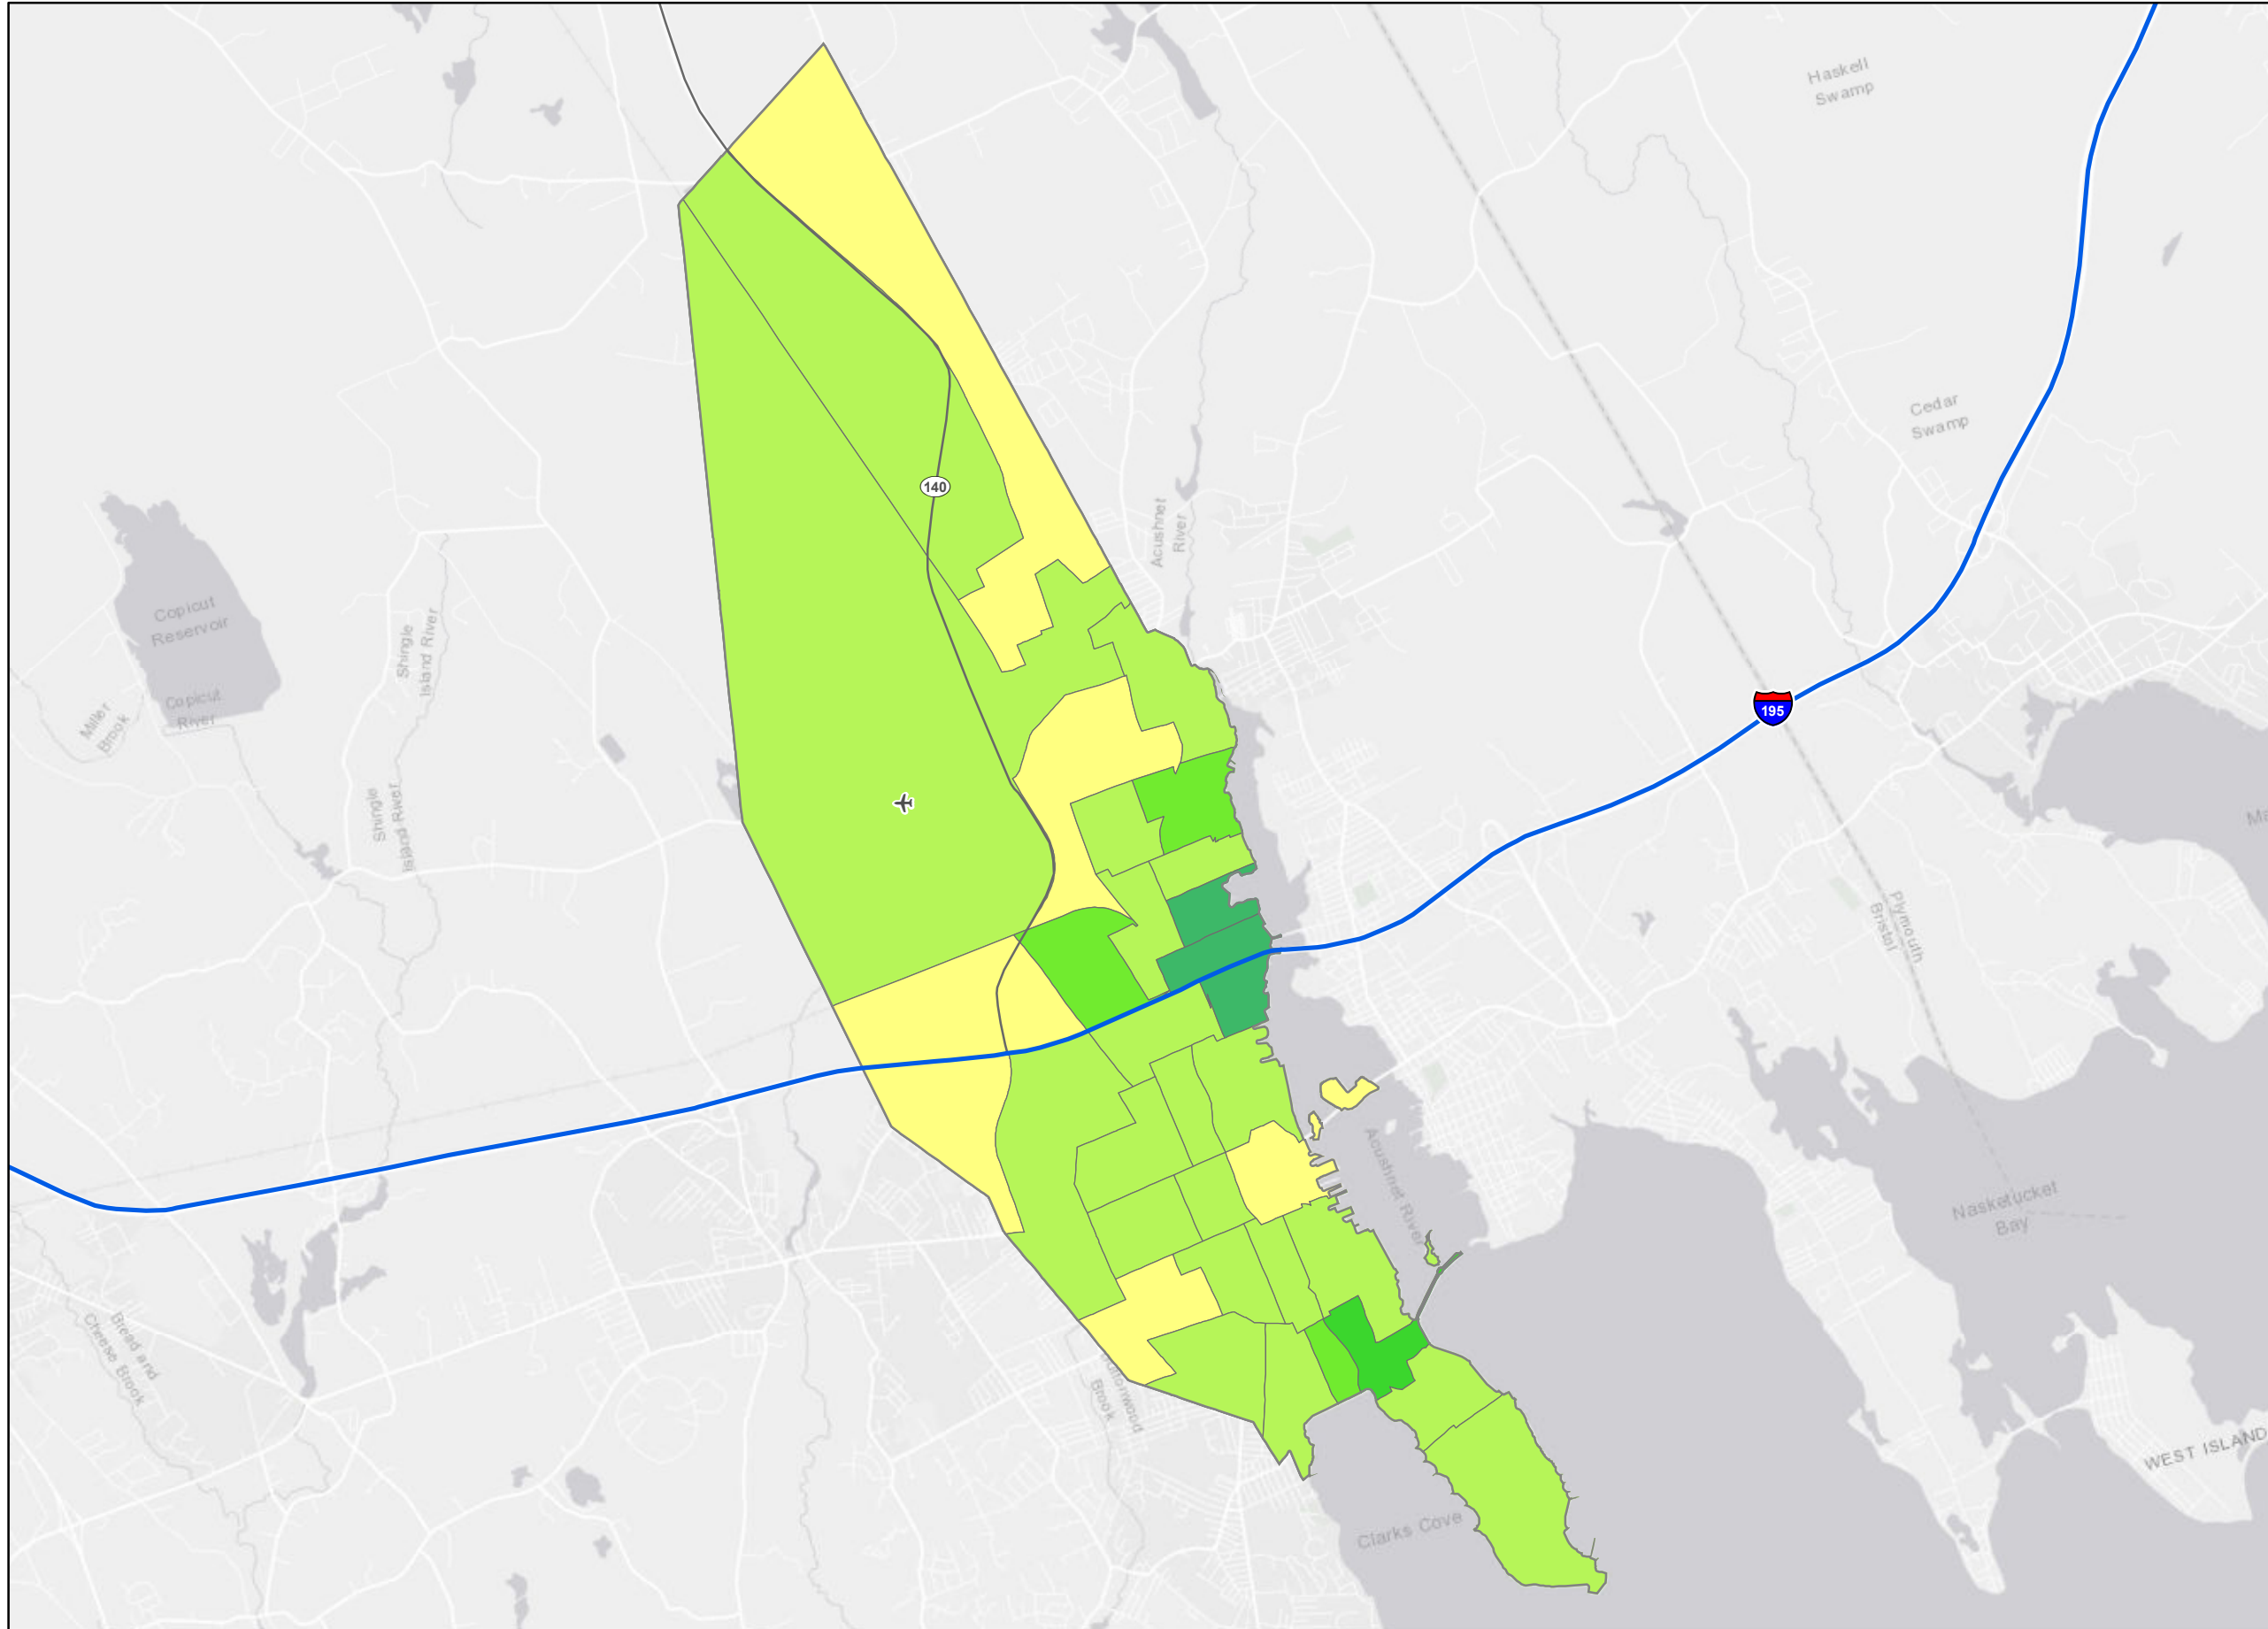 Haskell
Swamp
Cedar
Swamp
140
Acushnet
River
Copicut
Reservoir
Shingle
Island River
Copicut
River
Miller
Brook
195
Shingle
Island River
Plymouth
Bristol
Acushnet River
Nasketucket
Bay
Bread and
Cheese Brook
Brook
WEST ISLAND
Clarks Cove